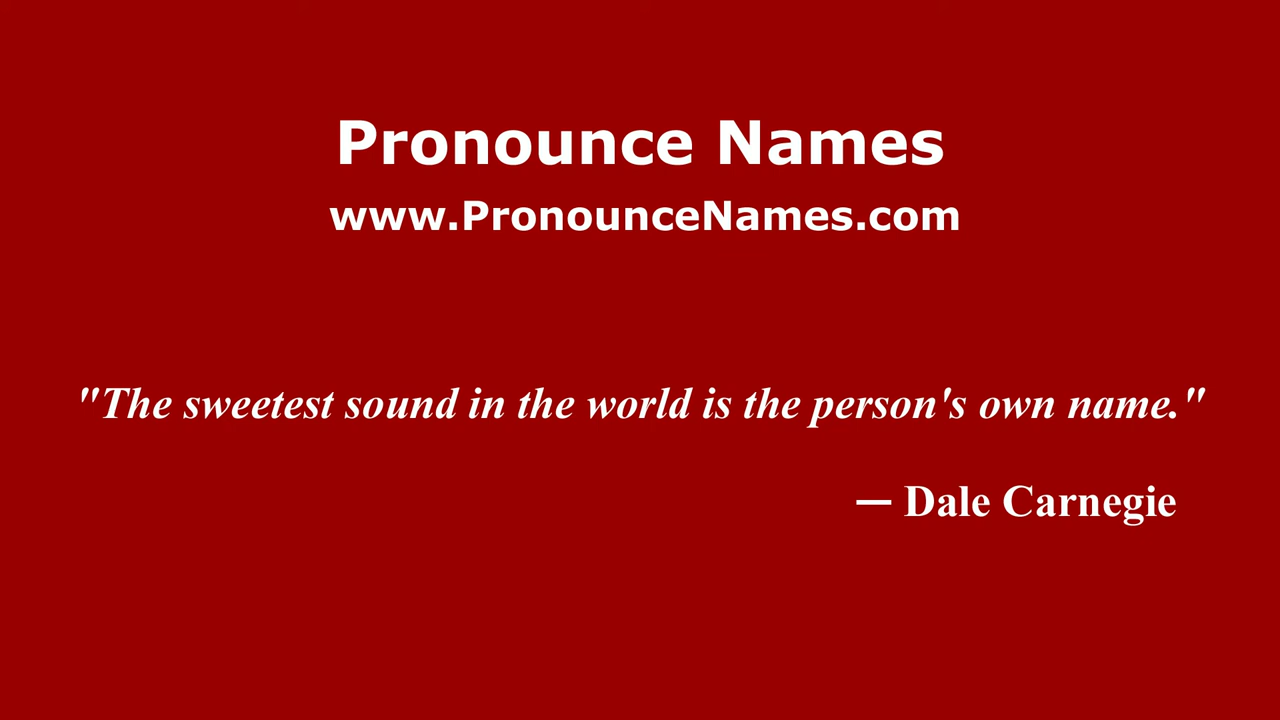 Pronounce Names
www.PronounceNames.com
"The sweetest sound in the world is the person's own name."
— Dale Carnegie